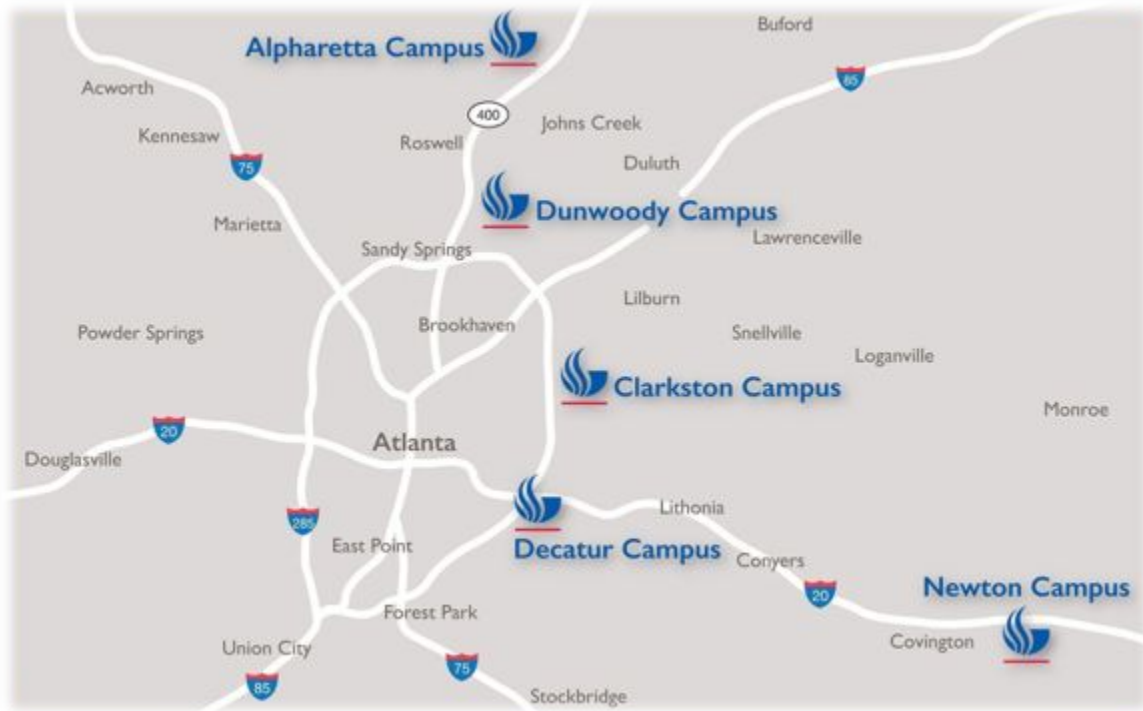 Buford
Alpharetta Campus
85
Acworth
400
Johns Creek
Kennesaw
Roswell
Duluth
75
Dunwoody Campus
Marietta
Lawrenceville
Sandy Springs
Lilburn
Brookhaven
Powder Springs
Snellville
Loganville
Clarkston Campus
Monroe
20
Atlanta
Douglasville
Lithonia
285
East Point
Decatur Campus
Conyers
Newton Campus
20
Forest Park
Covington
Union City
75
85
Stockbridge